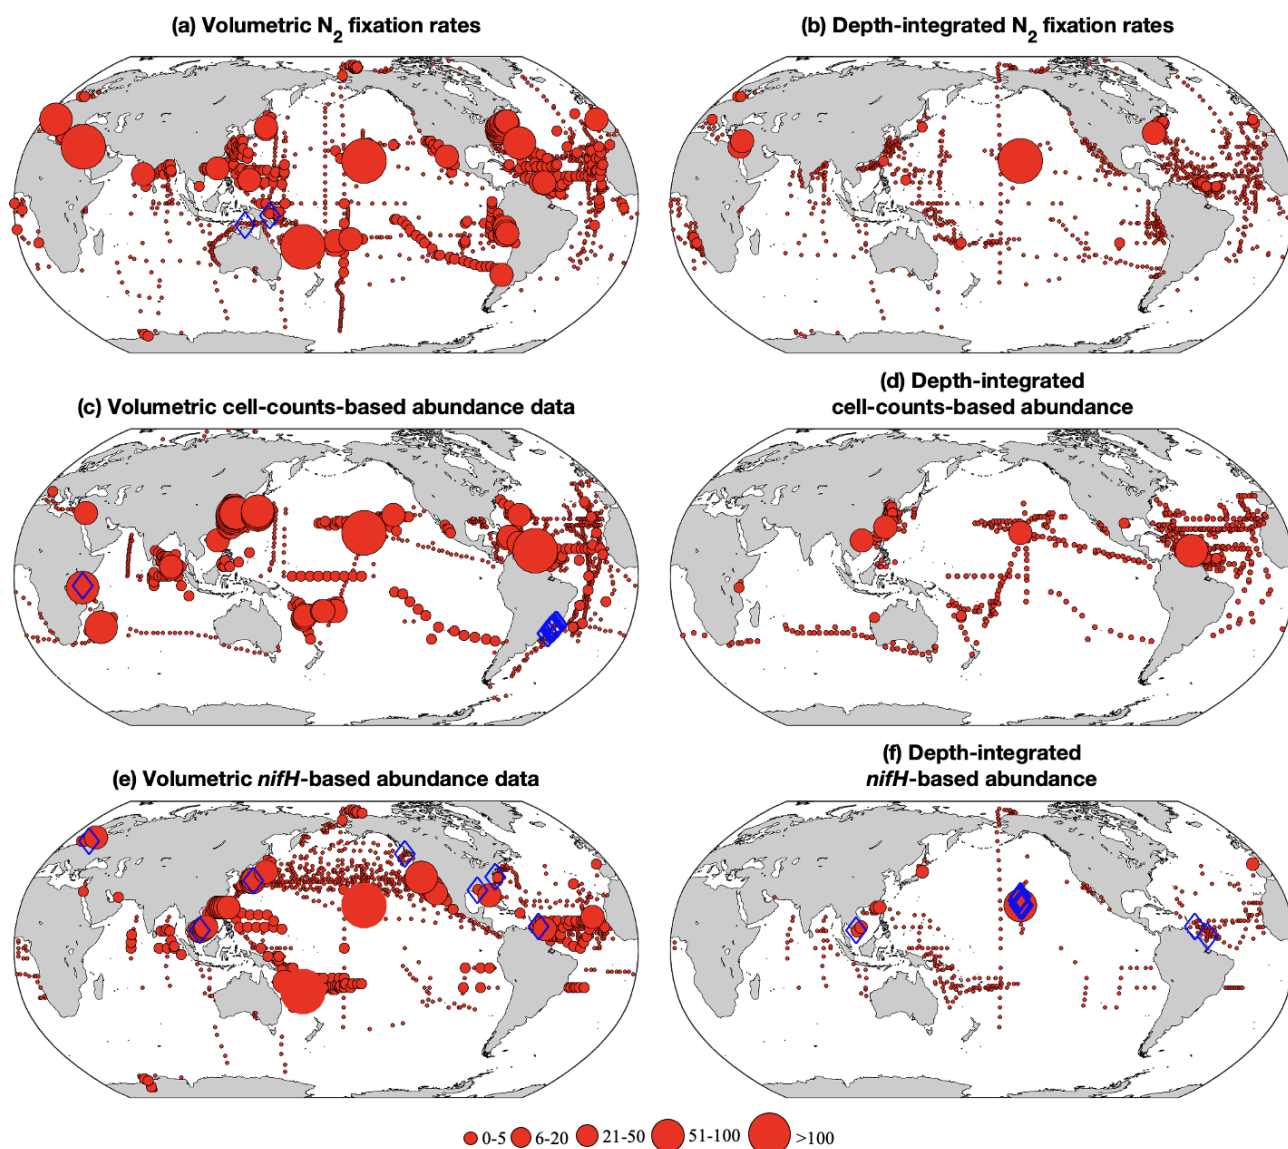 (a) Volumetric N2 fixation rates
(b) Depth-integrated N2 fixation rates
(c) Volumetric cell-counts-based abundance data
(d) Depth-integrated
cell-counts-based abundance
(e) Volumetric nifH-based abundance data
(f) Depth-integrated
nifH-based abundance
0-5 6-20 21-50 51-100 >100